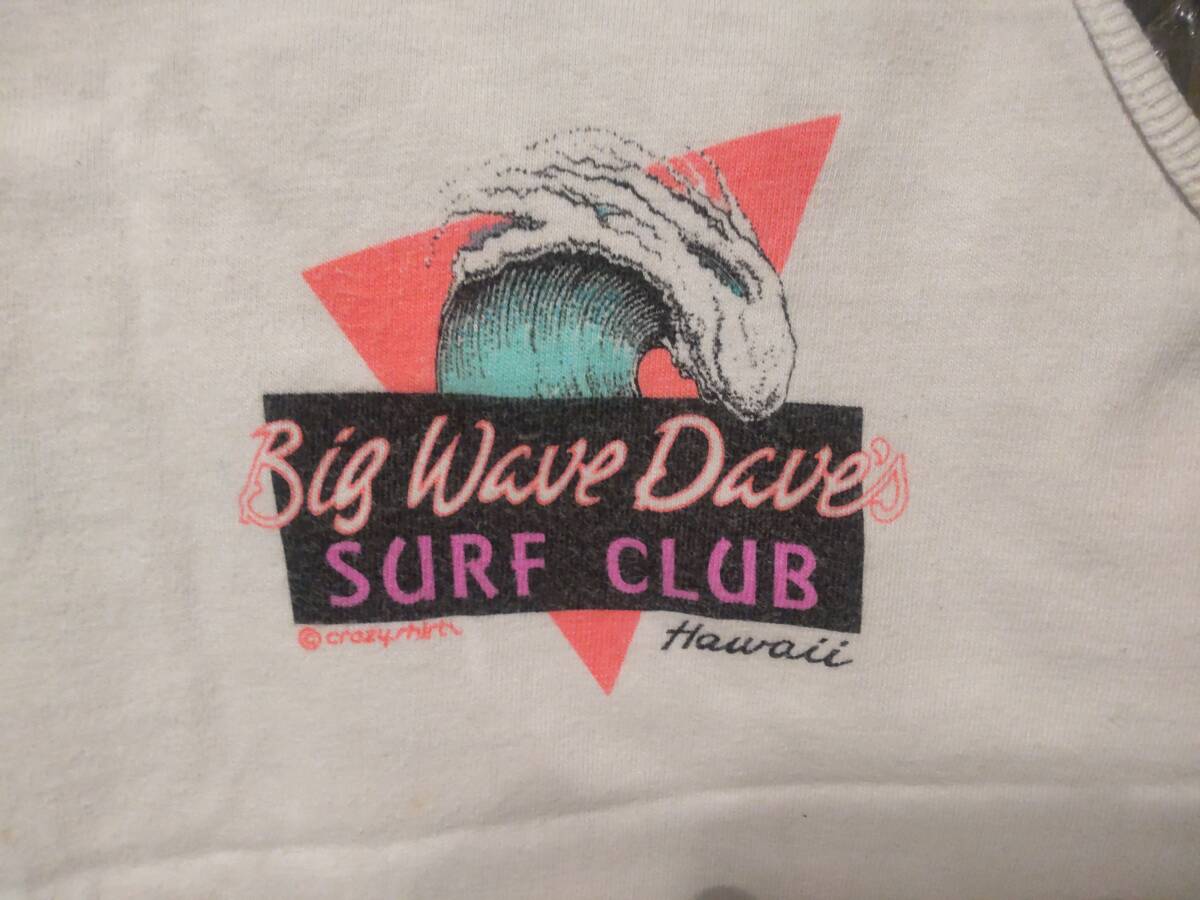 Big Wave Dave's
SURF CLUB
© crazy shirts
Hawaii